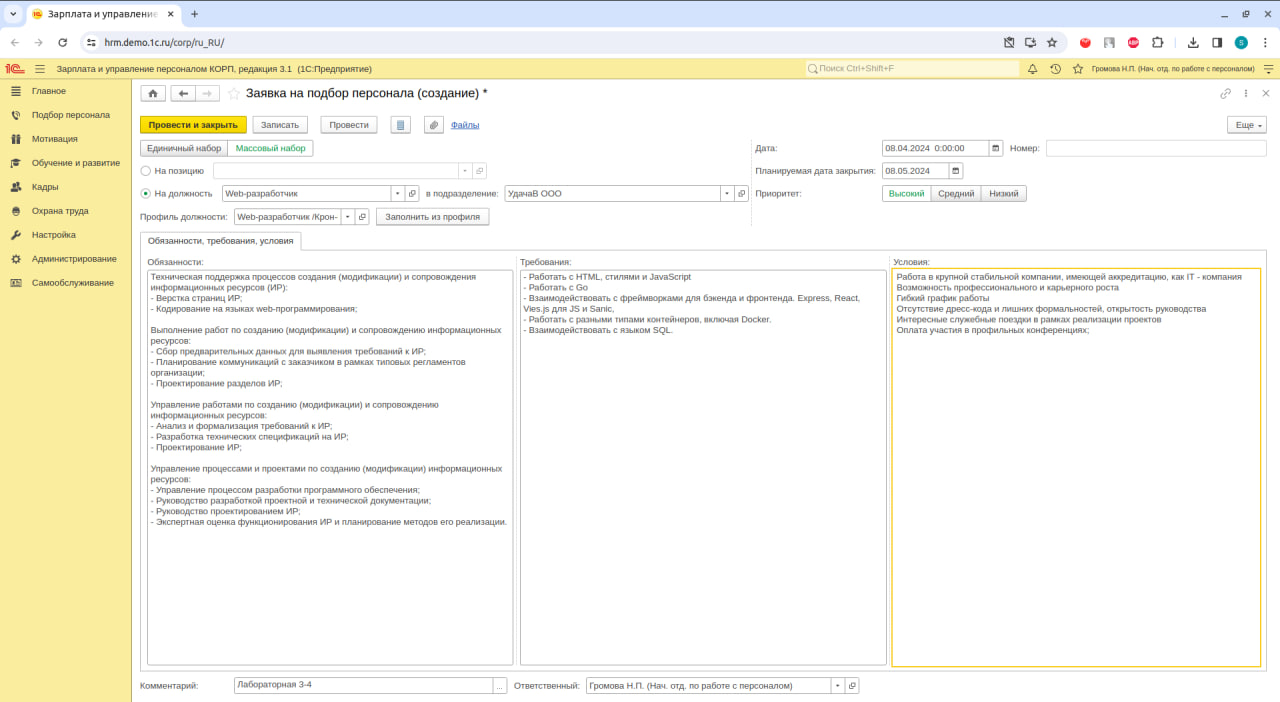 Зарплата и управление
hrm.demo.1c.ru/corp/ru_RU/
ABP
S
1С
Зарплата и управление персоналом КОРП, редакция 3.1 (1С:Предприятие)
Поиск Ctrl+Shift+F
Громова Н.П. (Нач. отд. по работе с персоналом)
Главное
Подбор персонала
Мотивация
Обучение и развитие
Кадры
Охрана труда
Настройка
Администрирование
Самообслуживание
Заявка на подбор персонала (создание) *
Провести и закрыть
Записать
Провести
Файлы
Еще
Единичный набор
Массовый набор
Дата:
08.04.2024 0:00:00
Номер:
На позицию
Планируемая дата закрытия:
08.05.2024
На должность
Web-разработчик
в подразделение:
УдачаВ ООО
Приоритет:
Высокий
Средний
Низкий
Профиль должности:
Web-разработчик /Крон-
Заполнить из профиля
Обязанности, требования, условия
Обязанности:
Техническая поддержка процессов создания (модификации) и сопровождения
информационных ресурсов (ИР):
- Верстка страниц ИР;
- Кодирование на языках web-программирования;
Выполнение работ по созданию (модификации) и сопровождению информационных
ресурсов:
- Сбор предварительных данных для выявления требований к ИР;
- Планирование коммуникаций с заказчиком в рамках типовых регламентов
организации;
- Проектирование разделов ИР;
Управление работами по созданию (модификации) и сопровождению
информационных ресурсов:
- Анализ и формализация требований к ИР;
- Разработка технических спецификаций на ИР;
- Проектирование ИР;
Управление процессами и проектами по созданию (модификации) информационных
ресурсов:
- Управление процессом разработки программного обеспечения;
- Руководство разработкой проектной и технической документации;
- Руководство проектированием ИР;
- Экспертная оценка функционирования ИР и планирование методов его реализации.
Требования:
- Работать с HTML, стилями и JavaScript
- Работать с Go
- Взаимодействовать с фреймворками для бэкенда и фронтенда. Express, React,
Vies.js для JS и Sanic,
- Работать с разными типами контейнеров, включая Docker.
- Взаимодействовать с языком SQL.
Условия:
Работа в крупной стабильной компании, имеющей аккредитацию, как IT - компания
Возможность профессионального и карьерного роста
Гибкий график работы
Отсутствие дресс-кода и лишних формальностей, открытость руководства
Интересные служебные поездки в рамках реализации проектов
Оплата участия в профильных конференциях;
Комментарий:
Лабораторная 3-4
...
Ответственный:
Громова Н.П. (Нач. отд. по работе с персоналом)